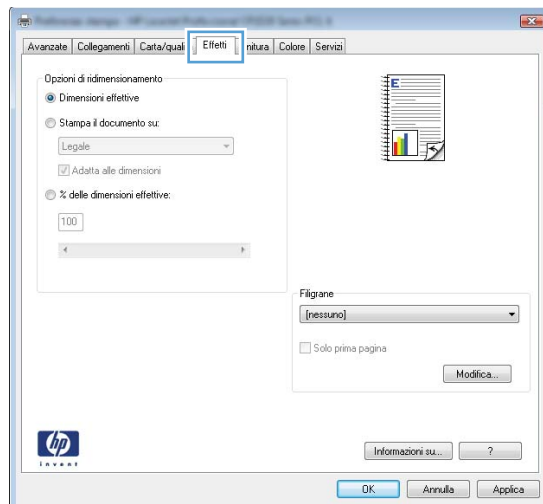 Avanzate Collegamenti Carta/quali Effetti nitura Colore Servizi
Opzioni di ridimensionamento
Dimensioni effettive
Stampa il documento su:
Legale
Adatta alle dimensioni
% delle dimensioni effettive:
100
E
Filigrane
[nessuno]
Solo prima pagina
Modifica...
hp
invent
Informazioni su... ?
OK Annulla Applica